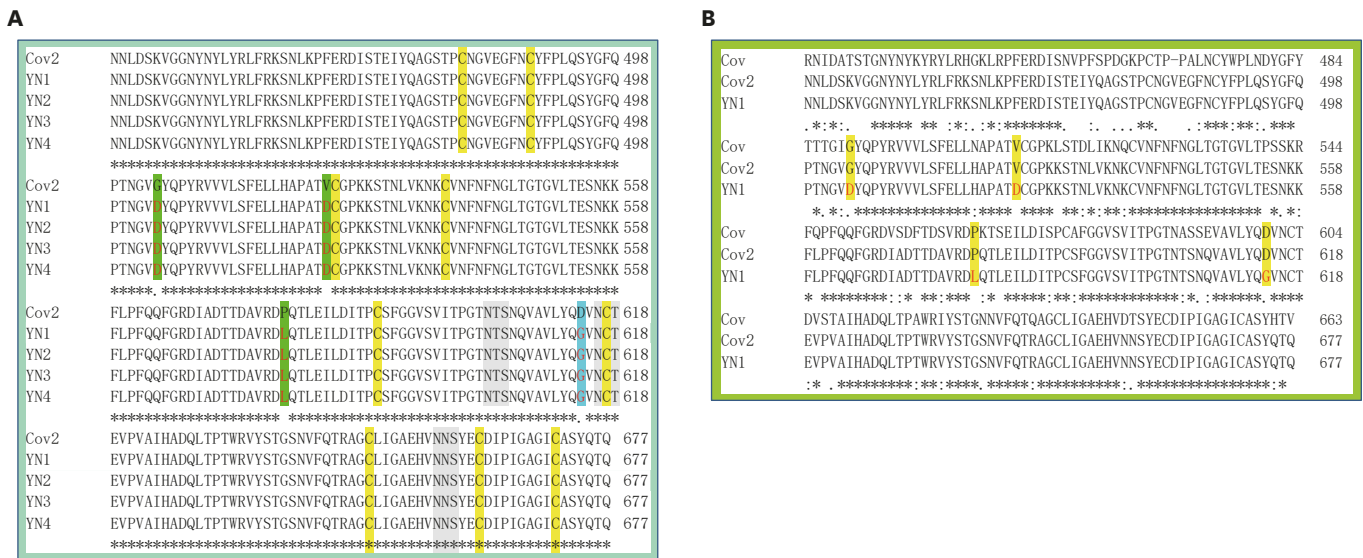 A
Cov2 NNLDSKVGGNYNYLYRLFRKSNLKPFERDISTEIYQAGSTPCNGVEGFNCYFPLQSYGFQ 498
YN1 NNLDSKVGGNYNYLYRLFRKSNLKPFERDISTEIYQAGSTPCNGVEGFNCYFPLQSYGFQ 498
YN2 NNLDSKVGGNYNYLYRLFRKSNLKPFERDISTEIYQAGSTPCNGVEGFNCYFPLQSYGFQ 498
YN3 NNLDSKVGGNYNYLYRLFRKSNLKPFERDISTEIYQAGSTPCNGVEGFNCYFPLQSYGFQ 498
YN4 NNLDSKVGGNYNYLYRLFRKSNLKPFERDISTEIYQAGSTPCNGVEGFNCYFPLQSYGFQ 498
************************************************************
Cov2 PTNGVGYQPYRVVVLSFELLHAPATVCGPKKSTNLVKNKCVNFNFNGLTGTGVLTESNKK 558
YN1 PTNGVDYQPYRVVVLSFELLHAPATDCGPKKSTNLVKNKCVNFNFNGLTGTGVLTESNKK 558
YN2 PTNGVDYQPYRVVVLSFELLHAPATDCGPKKSTNLVKNKCVNFNFNGLTGTGVLTESNKK 558
YN3 PTNGVDYQPYRVVVLSFELLHAPATDCGPKKSTNLVKNKCVNFNFNGLTGTGVLTESNKK 558
YN4 PTNGVDYQPYRVVVLSFELLHAPATDCGPKKSTNLVKNKCVNFNFNGLTGTGVLTESNKK 558
*****.******************* **********************************
Cov2 FLPFQQFGRDIADTTDAVRDPQTLEILDITPCSFGGVSVITPGTNTSNQVAVLYQDVNCT 618
YN1 FLPFQQFGRDIADTTDAVRDLQTLEILDITPCSFGGVSVITPGTNTSNQVAVLYQGVNCT 618
YN2 FLPFQQFGRDIADTTDAVRDLQTLEILDITPCSFGGVSVITPGTNTSNQVAVLYQGVNCT 618
YN3 FLPFQQFGRDIADTTDAVRDLQTLEILDITPCSFGGVSVITPGTNTSNQVAVLYQGVNCT 618
YN4 FLPFQQFGRDIADTTDAVRDLQTLEILDITPCSFGGVSVITPGTNTSNQVAVLYQGVNCT 618
******************** **********************************.****
Cov2 EVPVAIHADQLTPTWRVYSTGSNVFQTRAGCLIGAEHVNNSYECDIPIGAGICASYQTQ 677
YN1 EVPVAIHADQLTPTWRVYSTGSNVFQTRAGCLIGAEHVNNSYECDIPIGAGICASYQTQ 677
YN2 EVPVAIHADQLTPTWRVYSTGSNVFQTRAGCLIGAEHVNNSYECDIPIGAGICASYQTQ 677
YN3 EVPVAIHADQLTPTWRVYSTGSNVFQTRAGCLIGAEHVNNSYECDIPIGAGICASYQTQ 677
YN4 EVPVAIHADQLTPTWRVYSTGSNVFQTRAGCLIGAEHVNNSYECDIPIGAGICASYQTQ 677
***********************************************************
B
Cov RNIDATSTGNYNYKYRYLRHGKLRPFERDISNVPFSPDGKPCTP-PALNCYWPLNDYGFY 484
Cov2 NNLDSKVGGNYNYLYRLFRKSNLKPFERDISTEIYQAGSTPCNGVEGFNCYFPLQSYGFQ 498
YN1 NNLDSKVGGNYNYLYRLFRKSNLKPFERDISTEIYQAGSTPCNGVEGFNCYFPLQSYGFQ 498
.*:*:.  ***** ** :*:.:*:*******.  :. ...**.   .:***:**:.***
Cov TTTGIGYQPYRVVVLSFELLNAPATVCGPKLSTDLIKNQCVNFNFNGLTGTGVLTPSSKR 544
Cov2 PTNGVGYQPYRVVVLSFELLHAPATVCGPKKSTNLVKNKCVNFNFNGLTGTGVLTESNKK 558
YN1 PTNGVDYQPYRVVVLSFELLHAPATDCGPKKSTNLVKNKCVNFNFNGLTGTGVLTESNKK 558
*.*:.**************:**** **** **:*:**:**************** *.*:
Cov FQPFQQFGRDVSDFTDSVRDPKTSEILDISPCAFGGVSVITPGTNASSEVAVLYQDVNCT 604
Cov2 FLPFQQFGRDIADTTDAVRDPQTLEILDITPCSFGGVSVITPGTNTSNQVAVLYQDVNCT 618
YN1 FLPFQQFGRDIADTTDAVRDLQTLEILDITPCSFGGVSVITPGTNTSNQVAVLYQGVNCT 618
* ********::* **:*** :* *****:**:************:*.:******.****
Cov DVSTAIHADQLTPAWRIYSTGNNVFQTQAGCLIGAEHVDTSYECDIPIGAGICASYHTV 663
Cov2 EVPVAIHADQLTPTWRVYSTGSNVFQTRAGCLIGAEHVNNSYECDIPIGAGICASYQTQ 677
YN1 EVPVAIHADQLTPTWRVYSTGSNVFQTRAGCLIGAEHVNNSYECDIPIGAGICASYQTQ 677
:* .*********:**:****.*****:**********:.****************:*